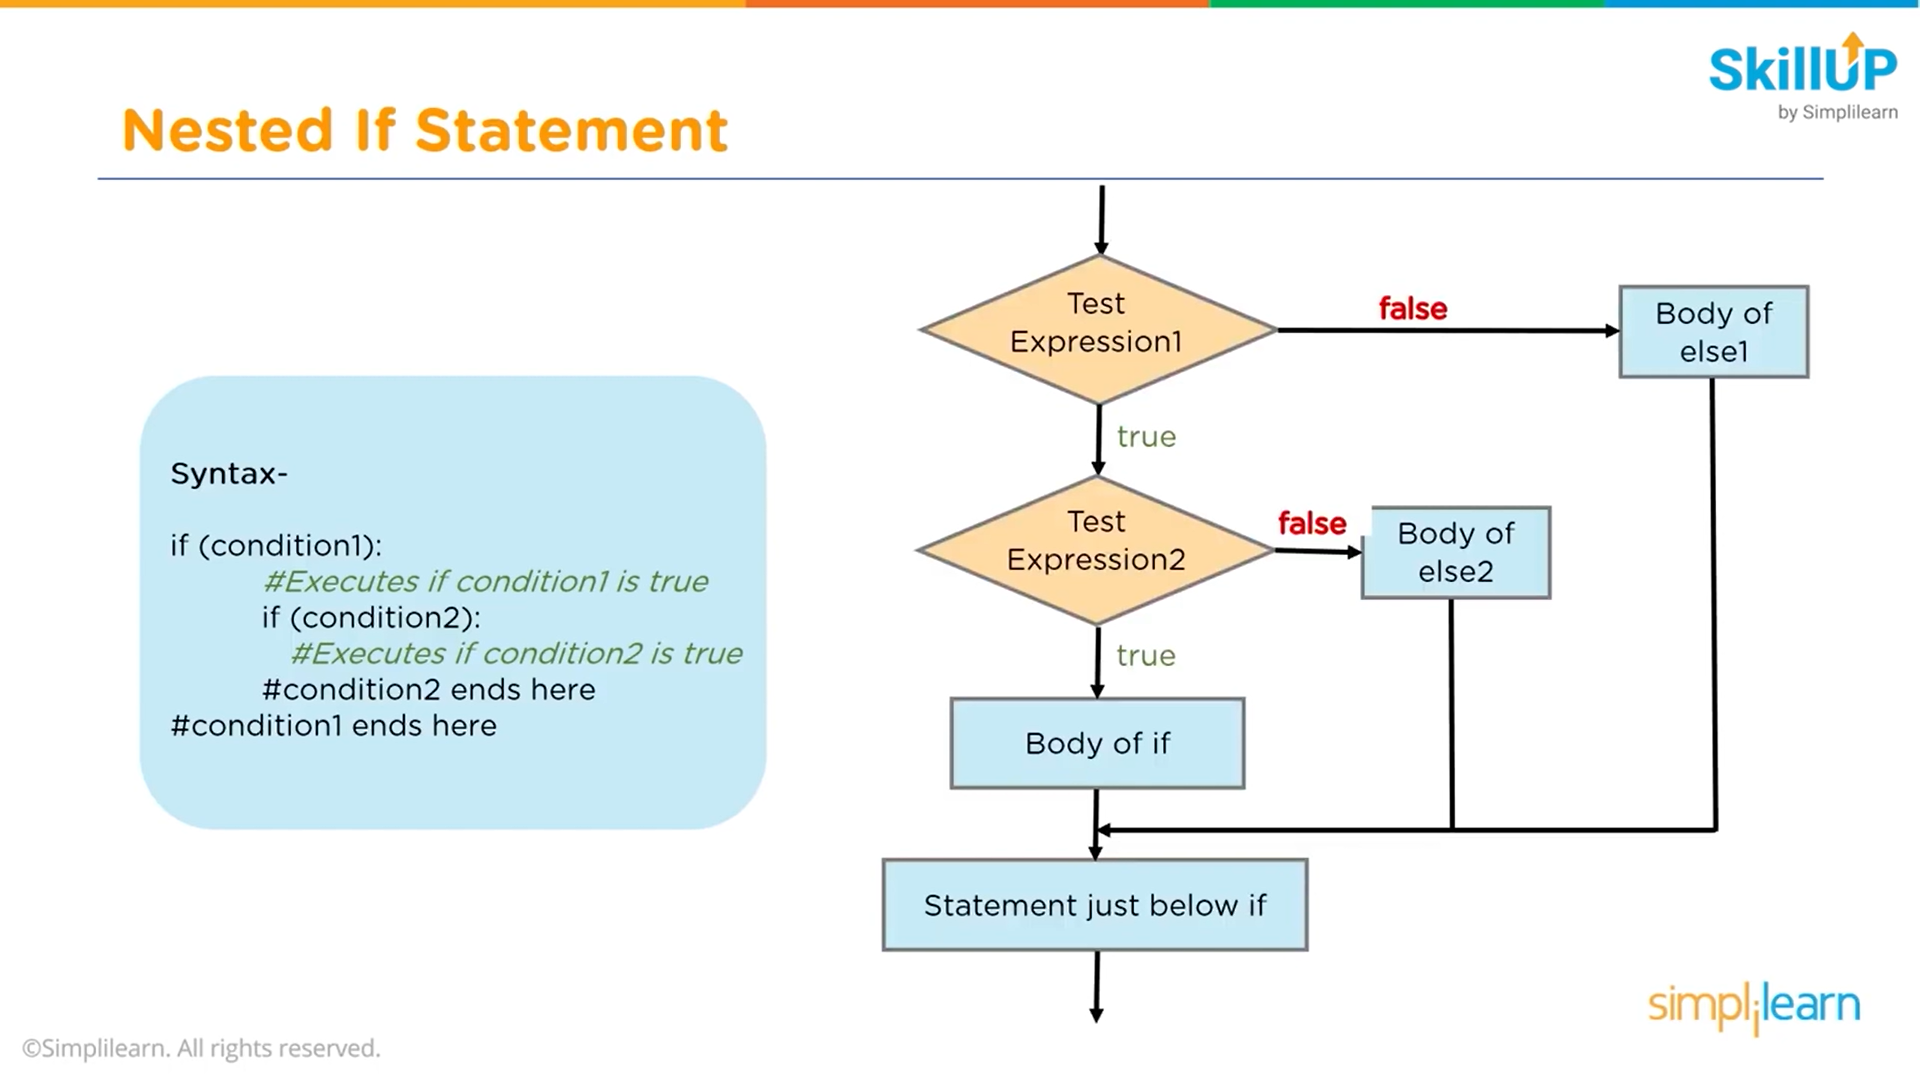 SkillUP
by Simplilearn
Nested If Statement
Syntax-
if (condition1):
#Executes if condition1 is true
if (condition2):
#Executes if condition2 is true
#condition2 ends here
#condition1 ends here
Test
Expression1
false
Body of
else1
true
Test
Expression2
false
Body of
else2
true
Body of if
Statement just below if
simplilearn
©Simplilearn. All rights reserved.